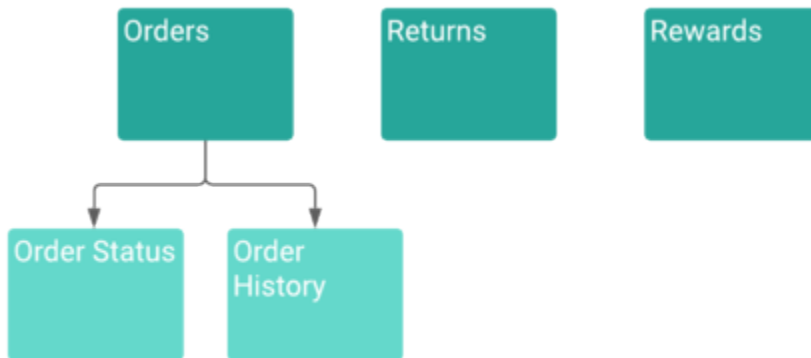 Orders
Returns
Rewards
Order Status
Order
History